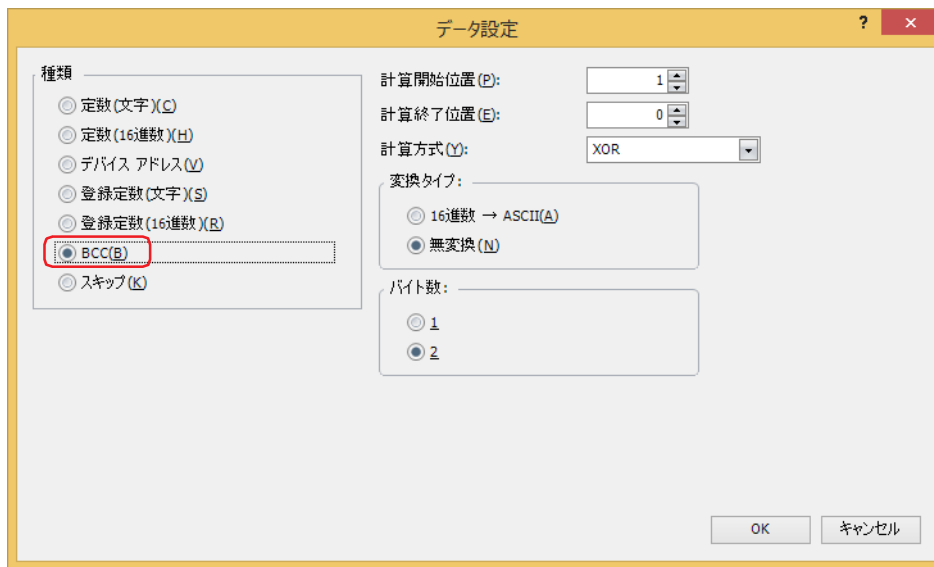 データ設定
?
×
種類
定数(文字)(C)
定数(16進数)(H)
デバイス アドレス(V)
登録定数(文字)(S)
登録定数(16進数)(R)
BCC(B)
スキップ(K)
計算開始位置(P):
1
計算終了位置(E):
0
計算方式(Y):
XOR
変換タイプ:
16進数 → ASCII(A)
無変換(N)
バイト数:
1
2
OK
キャンセル